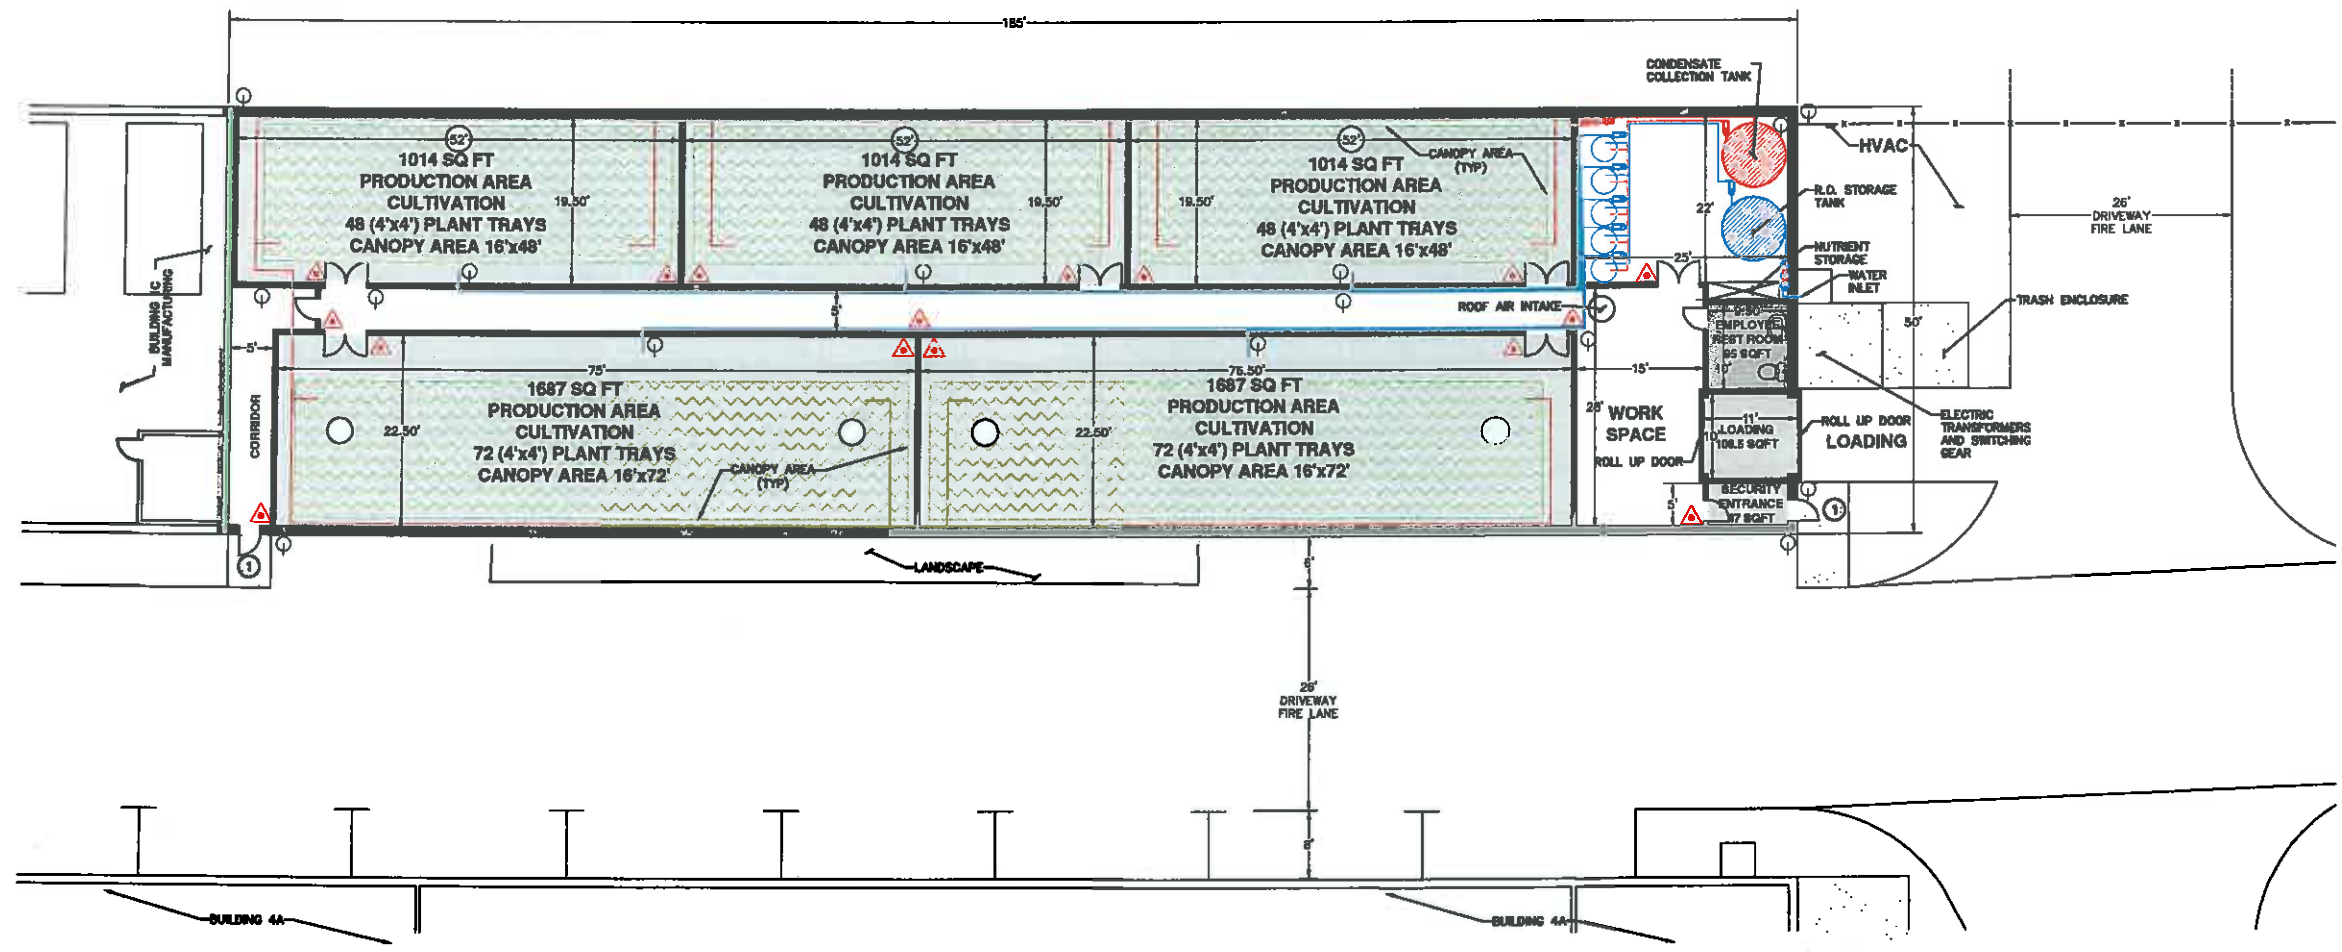 185'
CONDENSATE
COLLECTION TANK
52'
1014 SQ FT
PRODUCTION AREA
CULTIVATION
48 (4'x4') PLANT TRAYS
CANOPY AREA 16'x48'
19.50'
52'
1014 SQ FT
PRODUCTION AREA
CULTIVATION
48 (4'x4') PLANT TRAYS
CANOPY AREA 16'x48'
19.50'
52'
1014 SQ FT
PRODUCTION AREA
CULTIVATION
48 (4'x4') PLANT TRAYS
CANOPY AREA 16'x48'
19.50'
CANOPY AREA
(TYP)
HVAC
R.O. STORAGE
TANK
22'
25'
NUTRIENT
STORAGE
WATER
INLET
26'
DRIVEWAY
FIRE LANE
TRASH ENCLOSURE
50'
BUILDING 1C
MANUFACTURING
5'
ROOF AIR INTAKE
EMPLOYEE
REST ROOM
95 SQFT
10'
5'
CORRIDOR
75'
1687 SQ FT
PRODUCTION AREA
CULTIVATION
72 (4'x4') PLANT TRAYS
CANOPY AREA 16'x72'
22.50'
CANOPY AREA
(TYP)
76.50'
1687 SQ FT
PRODUCTION AREA
CULTIVATION
72 (4'x4') PLANT TRAYS
CANOPY AREA 16'x72'
22.50'
15'
28'
WORK
SPACE
11'
LOADING
108.5 SQFT
10'
ROLL UP DOOR
ROLL UP DOOR
LOADING
ELECTRIC
TRANSFORMERS
AND SWITCHING
GEAR
SECURITY
ENTRANCE
5'
1
1
LANDSCAPE
6'
26'
DRIVEWAY
FIRE LANE
8'
BUILDING 4A
BUILDING 4A